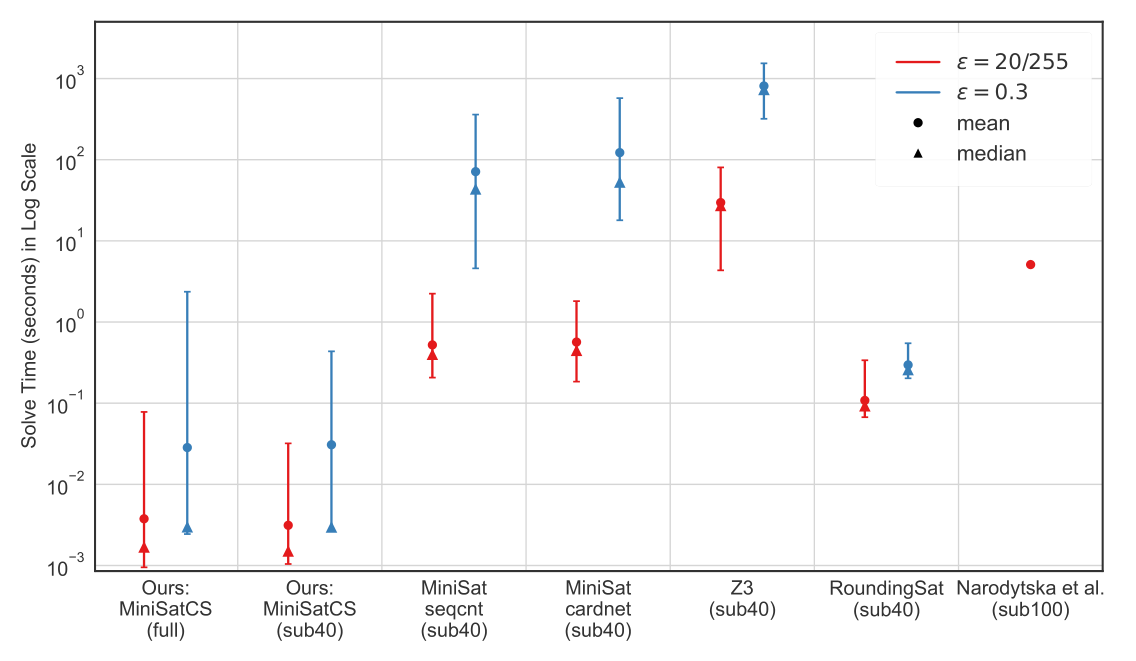 Solve Time (seconds) in Log Scale
10³
10²
10¹
10⁰
10⁻¹
10⁻²
10⁻³
ε = 20/255
ε = 0.3
mean
median
Ours:
MiniSatCS
(full)
Ours:
MiniSatCS
(sub40)
MiniSat
seqcnt
(sub40)
MiniSat
cardnet
(sub40)
Z3
(sub40)
RoundingSat
(sub40)
Narodytska et al.
(sub100)